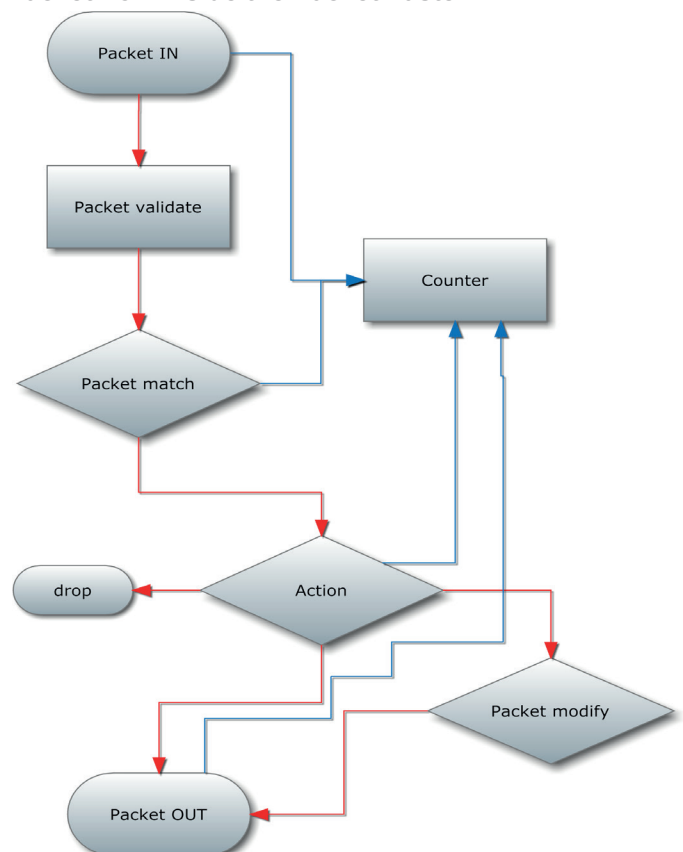 Packet IN
Packet validate
Counter
Packet match
Action
drop
Packet modify
Packet OUT